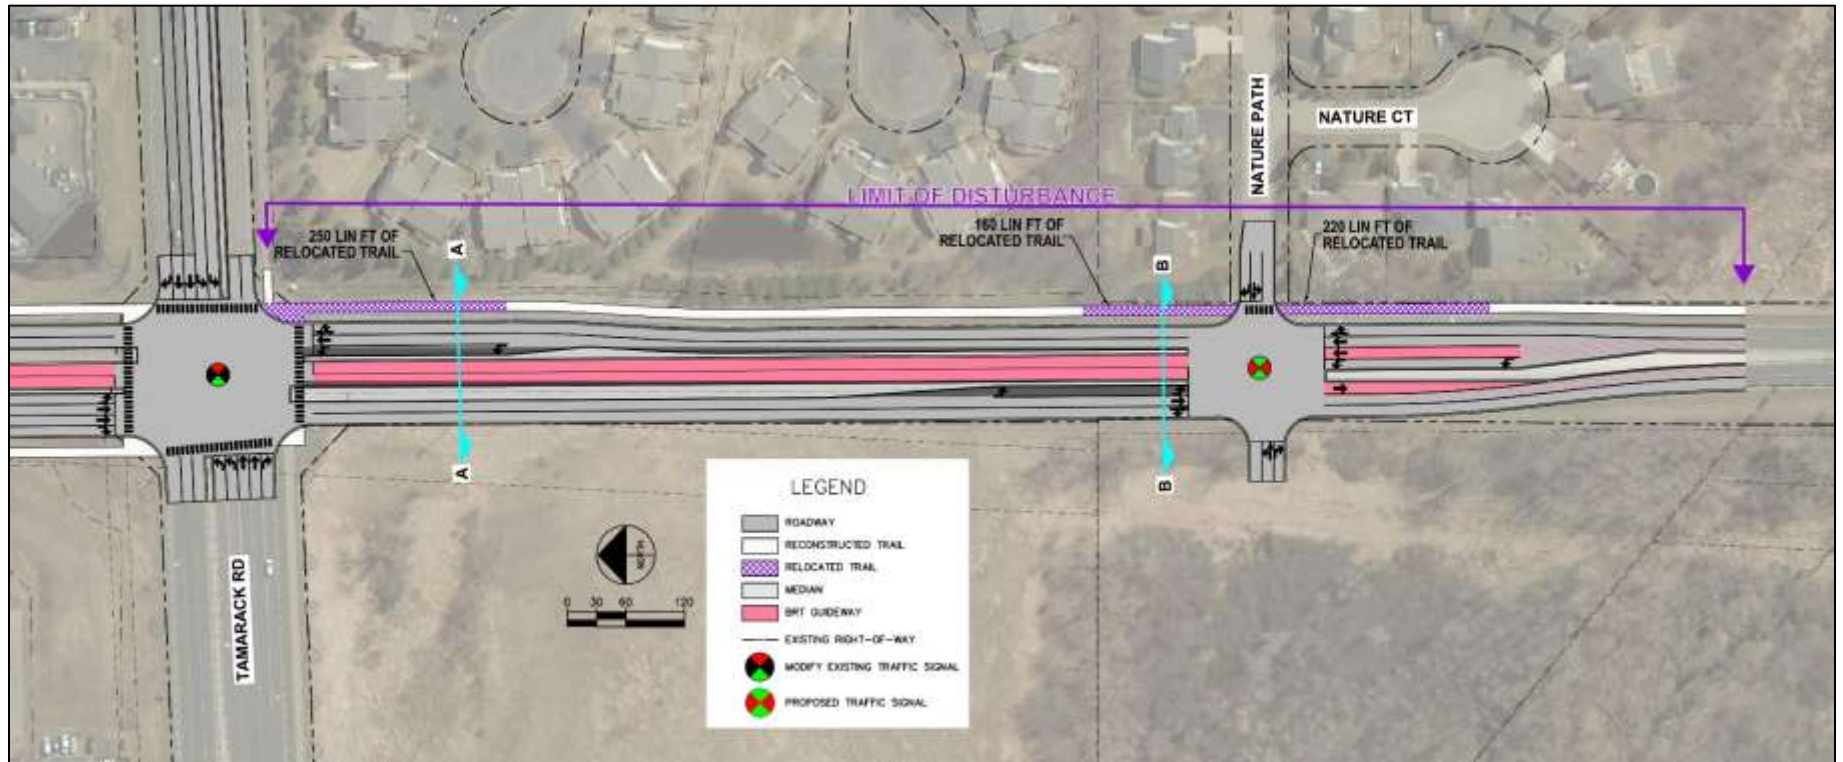 NATURE PATH
NATURE CT
LIMIT OF DISTURBANCE
250 LIN FT OF
RELOCATED TRAIL
160 LIN FT OF
RELOCATED TRAIL
220 LIN FT OF
RELOCATED TRAIL
A
B
A
B
LEGEND
ROADWAY
RECONSTRUCTED TRAIL
RELOCATED TRAIL
MEDIAN
BRT GUIDEWAY
EXISTING RIGHT-OF-WAY
MODIFY EXISTING TRAFFIC SIGNAL
PROPOSED TRAFFIC SIGNAL
NORTH
0 30 60 120
TAMARACK RD